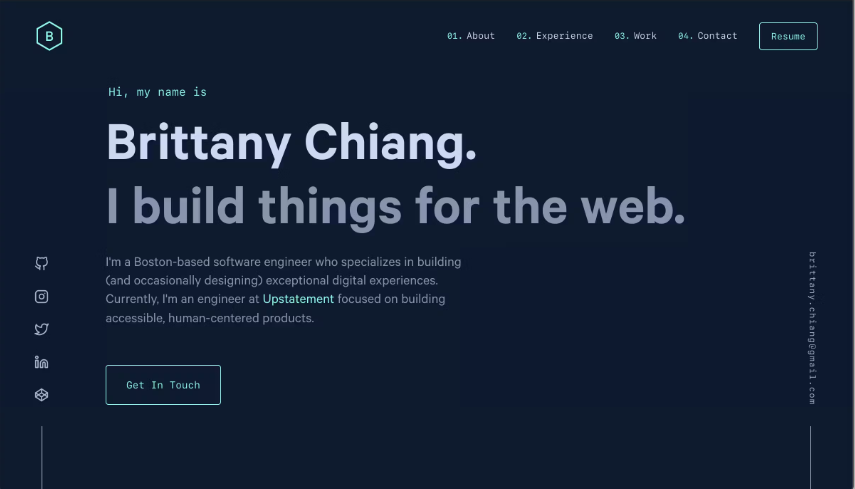 B
01. About 02. Experience 03. Work 04. Contact Resume
Hi, my name is
Brittany Chiang.
I build things for the web.
I'm a Boston-based software engineer who specializes in building
(and occasionally designing) exceptional digital experiences.
Currently, I'm an engineer at Upstatement focused on building
accessible, human-centered products.
Get In Touch
brittany.chiang@gmail.com